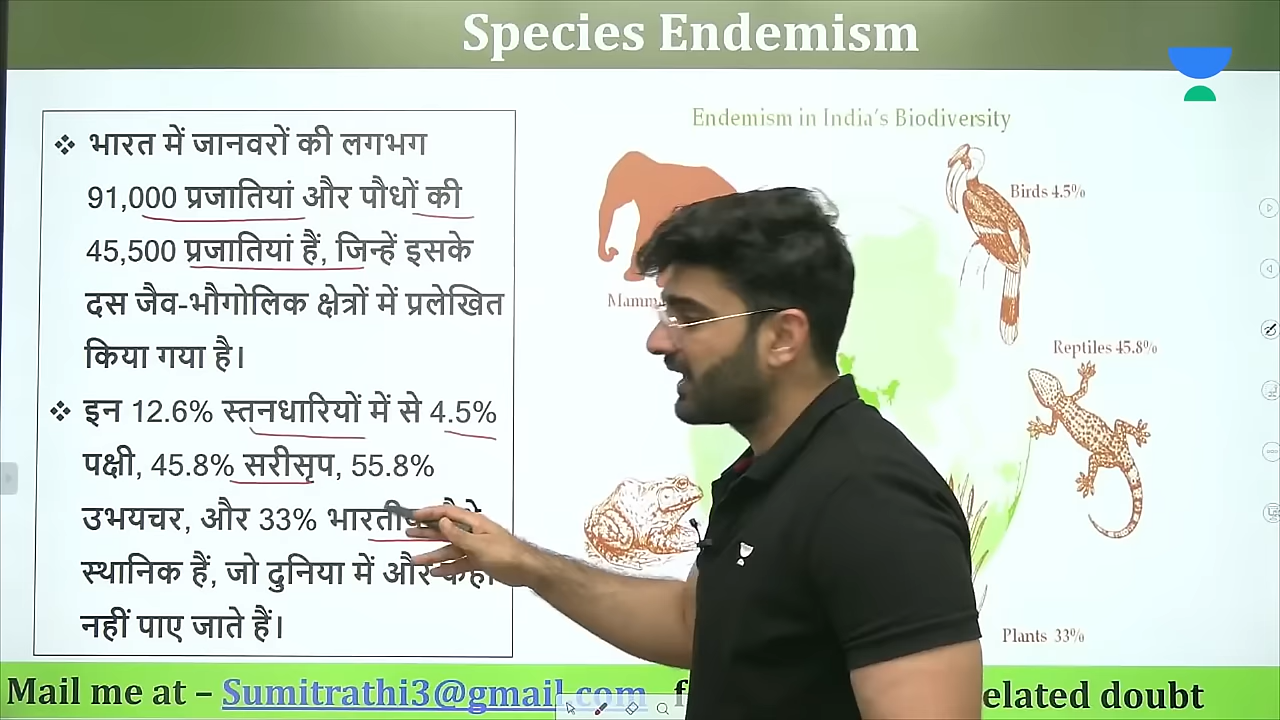 Species Endemism
Endemism in India's Biodiversity
❖ भारत में जानवरों की लगभग
91,000 प्रजातियां और पौधों की
45,500 प्रजातियां हैं, जिन्हें इसके
दस जैव-भौगोलिक क्षेत्रों में प्रलेखित
किया गया है।
❖ इन 12.6% स्तनधारियों में से 4.5%
पक्षी, 45.8% सरीसृप, 55.8%
उभयचर, और 33%
स्थानिक हैं, जो दुनिया में और
नहीं पाए जाते हैं।
Birds 4.5%
Reptiles 45.8%
Plants 33%
Mail me at – Sumitrathi3@gmail.com doubt